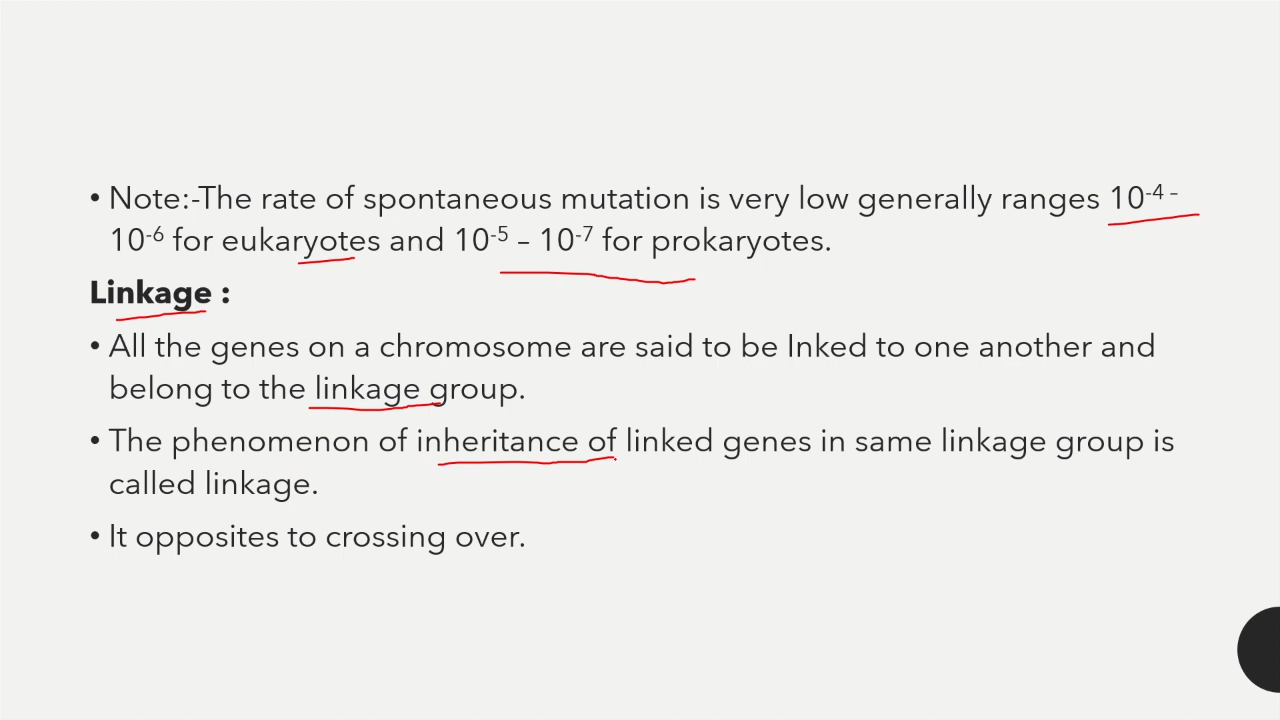 • Note:-The rate of spontaneous mutation is very low generally ranges 10⁻⁴ ⁻
10⁻⁶ for eukaryotes and 10⁻⁵ – 10⁻⁷ for prokaryotes.
Linkage :
• All the genes on a chromosome are said to be Inked to one another and
belong to the linkage group.
• The phenomenon of inheritance of linked genes in same linkage group is
called linkage.
• It opposites to crossing over.